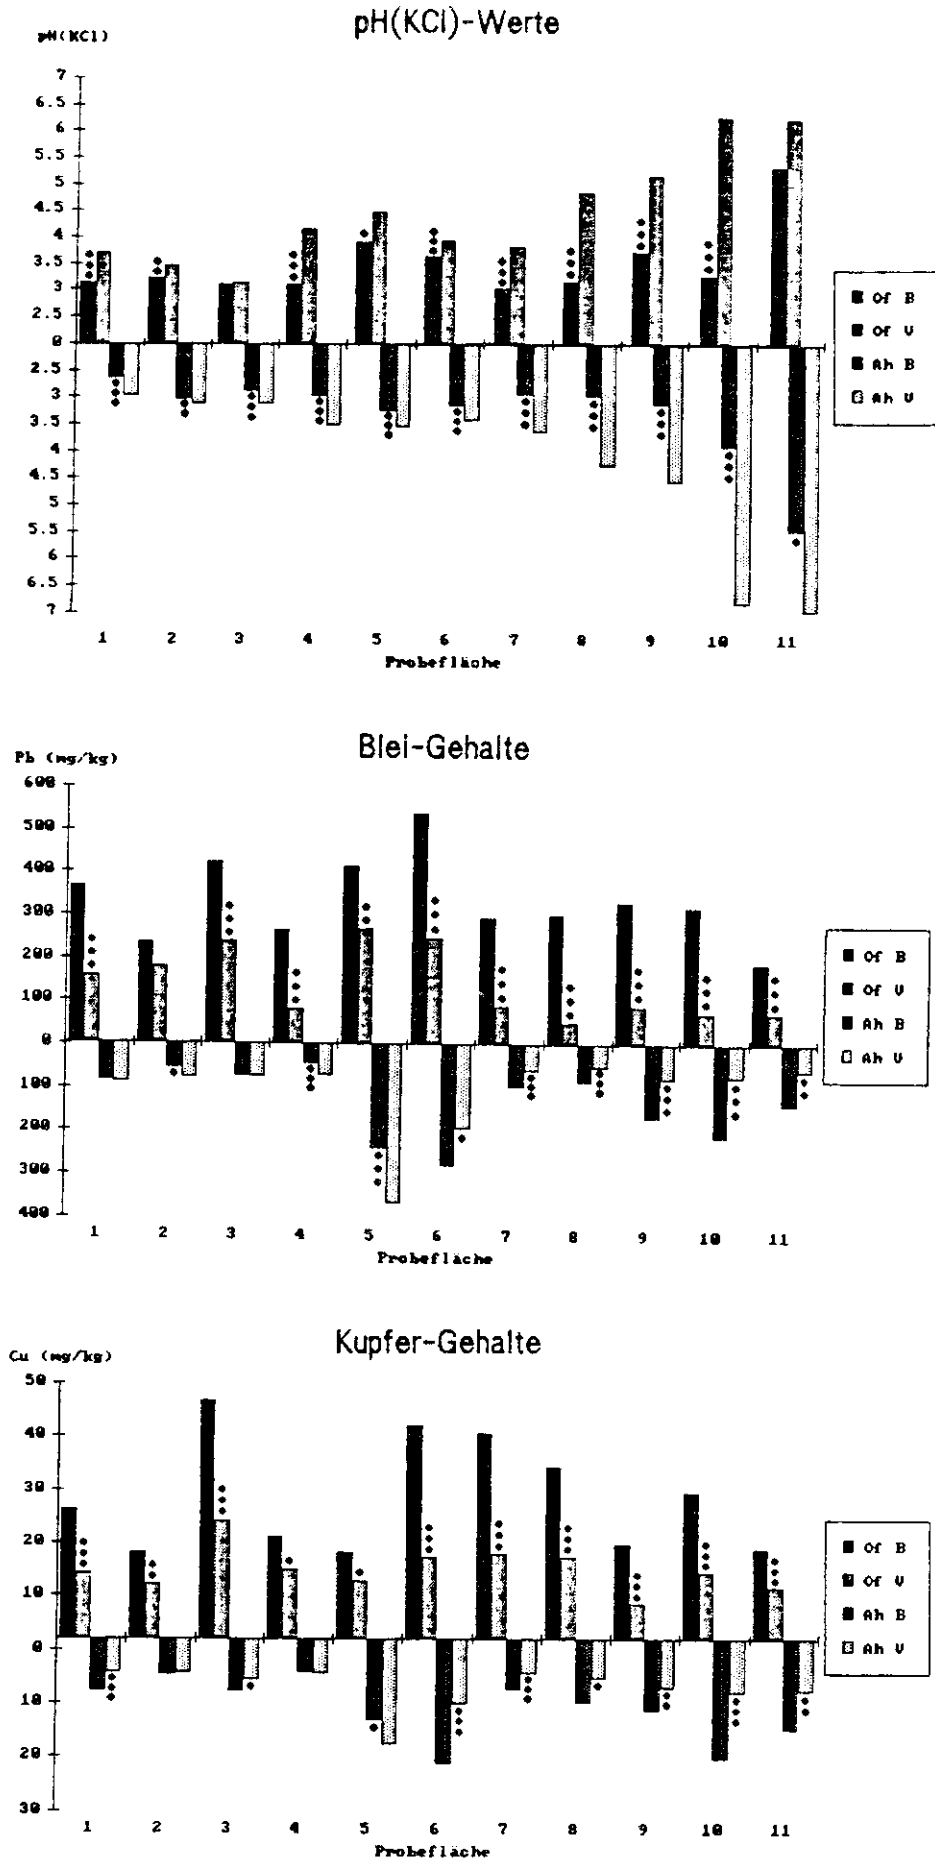 pH(KCl)-Werte
pH(KCl)
7
6.5
6
5.5
5
4.5
4
3.5
3
2.5
0
2.5
3
3.5
4
4.5
5
5.5
6
6.5
7
1 2 3 4 5 6 7 8 9 10 11
Probefläche
Of B
Of V
Ah B
Ah V
Blei-Gehalte
Pb (mg/kg)
600
500
400
300
200
100
0
100
200
300
400
1 2 3 4 5 6 7 8 9 10 11
Probefläche
Of B
Of V
Ah B
Ah V
Kupfer-Gehalte
Cu (mg/kg)
50
40
30
20
10
0
10
20
30
1 2 3 4 5 6 7 8 9 10 11
Probefläche
Of B
Of V
Ah B
Ah V